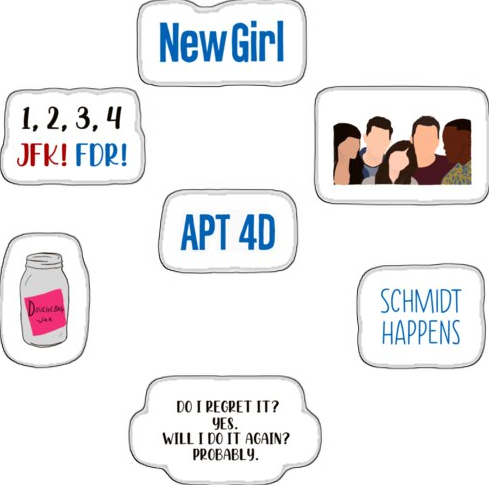 New Girl
1, 2, 3, 4
JFK! FDR!
APT 4D
DOUCHEBAG
JAR
SCHMIDT
HAPPENS
DO I REGRET IT?
YES.
WILL I DO IT AGAIN?
PROBABLY.